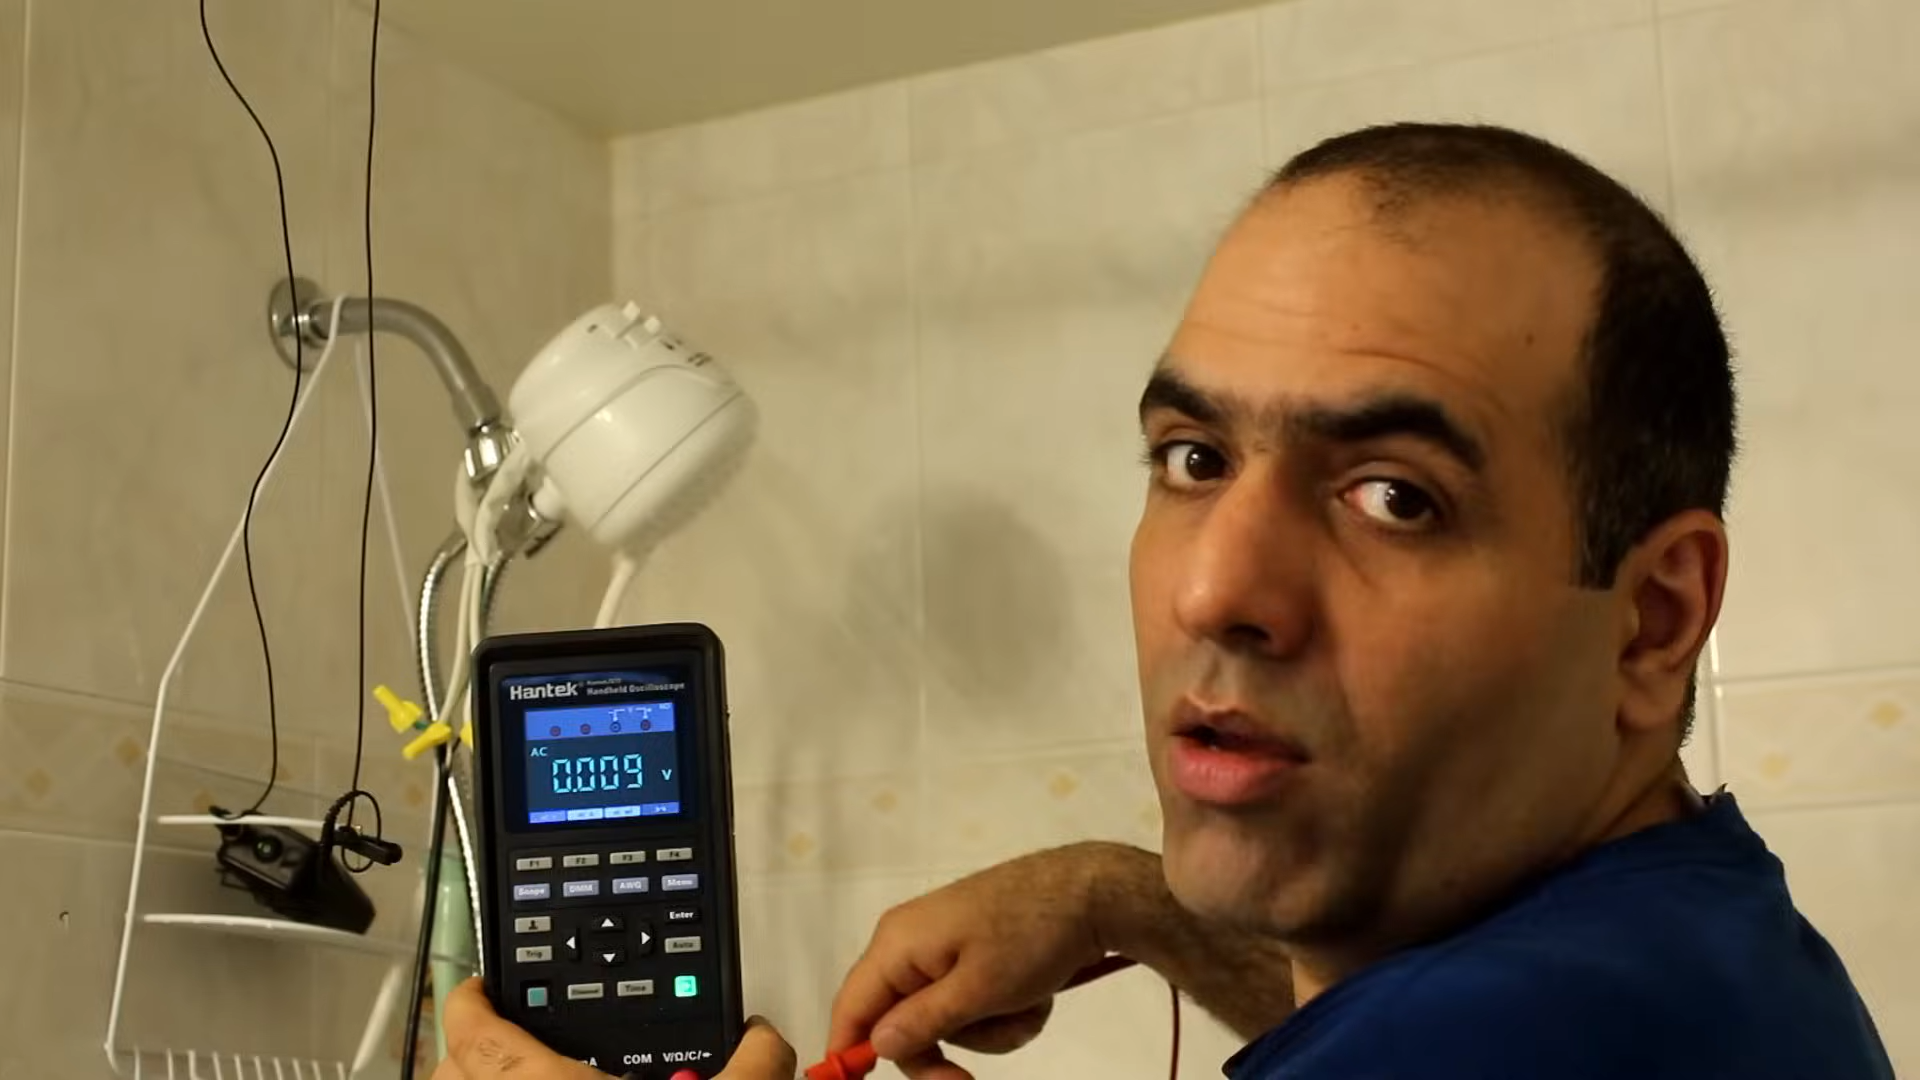 Hantek
Handheld Oscilloscope
AC
0.009 V
F1 F2 F3 F4
Scope DMM AWG Menu
Enter
Trig
Auto
Channel Time
COM V/Ω/C/